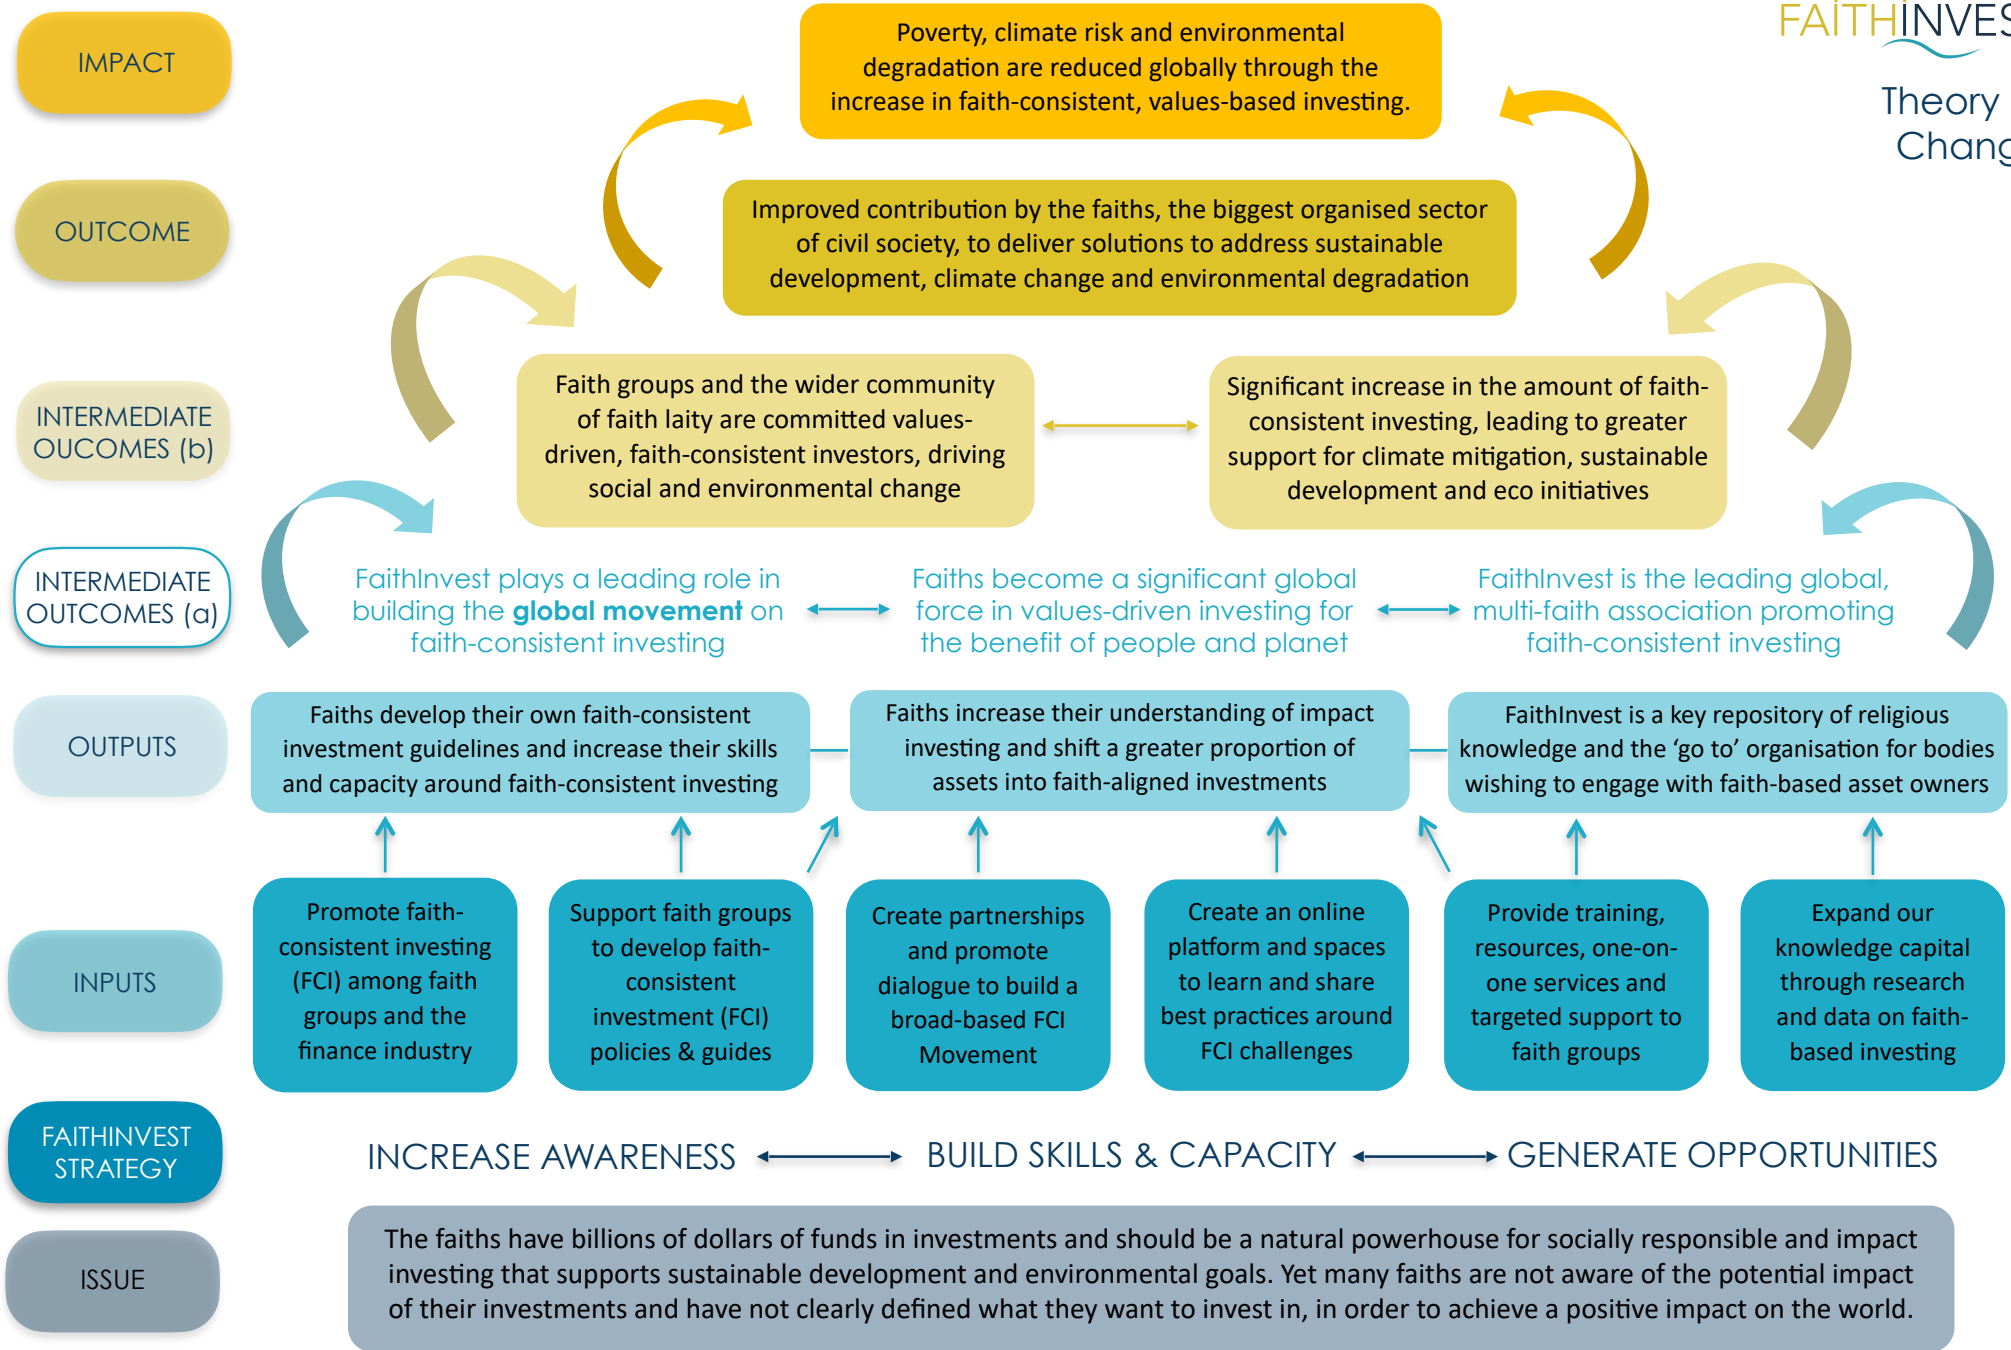 IMPACT
Poverty, climate risk and environmental
degradation are reduced globally through the
increase in faith-consistent, values-based investing.
FAITHINVES
Theory
Chang
OUTCOME
Improved contribution by the faiths, the biggest organised sector
of civil society, to deliver solutions to address sustainable
development, climate change and environmental degradation
INTERMEDIATE
OUCOMES (b)
Faith groups and the wider community
of faith laity are committed values-
driven, faith-consistent investors, driving
social and environmental change
Significant increase in the amount of faith-
consistent investing, leading to greater
support for climate mitigation, sustainable
development and eco initiatives
INTERMEDIATE
OUTCOMES (a)
FaithInvest plays a leading role in
building the global movement on
faith-consistent investing
Faiths become a significant global
force in values-driven investing for
the benefit of people and planet
FaithInvest is the leading global,
multi-faith association promoting
faith-consistent investing
OUTPUTS
Faiths develop their own faith-consistent
investment guidelines and increase their skills
and capacity around faith-consistent investing
Faiths increase their understanding of impact
investing and shift a greater proportion of
assets into faith-aligned investments
FaithInvest is a key repository of religious
knowledge and the ‘go to’ organisation for bodies
wishing to engage with faith-based asset owners
INPUTS
Promote faith-
consistent investing
(FCI) among faith
groups and the
finance industry
Support faith groups
to develop faith-
consistent
investment (FCI)
policies & guides
Create partnerships
and promote
dialogue to build a
broad-based FCI
Movement
Create an online
platform and spaces
to learn and share
best practices around
FCI challenges
Provide training,
resources, one-on-
one services and
targeted support to
faith groups
Expand our
knowledge capital
through research
and data on faith-
based investing
FAITHINVEST
STRATEGY
INCREASE AWARENESS
BUILD SKILLS & CAPACITY
GENERATE OPPORTUNITIES
ISSUE
The faiths have billions of dollars of funds in investments and should be a natural powerhouse for socially responsible and impact
investing that supports sustainable development and environmental goals. Yet many faiths are not aware of the potential impact
of their investments and have not clearly defined what they want to invest in, in order to achieve a positive impact on the world.